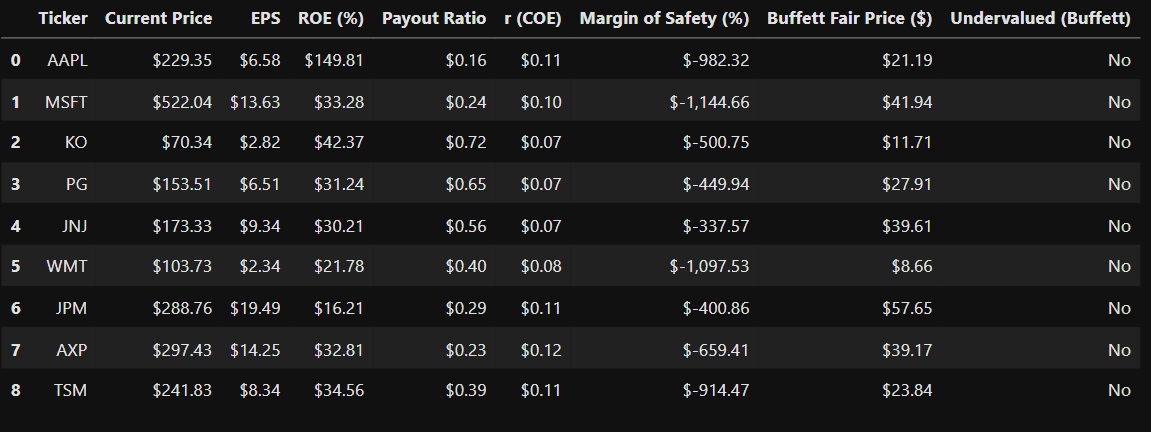 Ticker Current Price EPS ROE (%) Payout Ratio r (COE) Margin of Safety (%) Buffett Fair Price ($) Undervalued (Buffett)
0 AAPL $229.35 $6.58 $149.81 $0.16 $0.11 $-982.32 $21.19 No
1 MSFT $522.04 $13.63 $33.28 $0.24 $0.10 $-1,144.66 $41.94 No
2 KO $70.34 $2.82 $42.37 $0.72 $0.07 $-500.75 $11.71 No
3 PG $153.51 $6.51 $31.24 $0.65 $0.07 $-449.94 $27.91 No
4 JNJ $173.33 $9.34 $30.21 $0.56 $0.07 $-337.57 $39.61 No
5 WMT $103.73 $2.34 $21.78 $0.40 $0.08 $-1,097.53 $8.66 No
6 JPM $288.76 $19.49 $16.21 $0.29 $0.11 $-400.86 $57.65 No
7 AXP $297.43 $14.25 $32.81 $0.23 $0.12 $-659.41 $39.17 No
8 TSM $241.83 $8.34 $34.56 $0.39 $0.11 $-914.47 $23.84 No